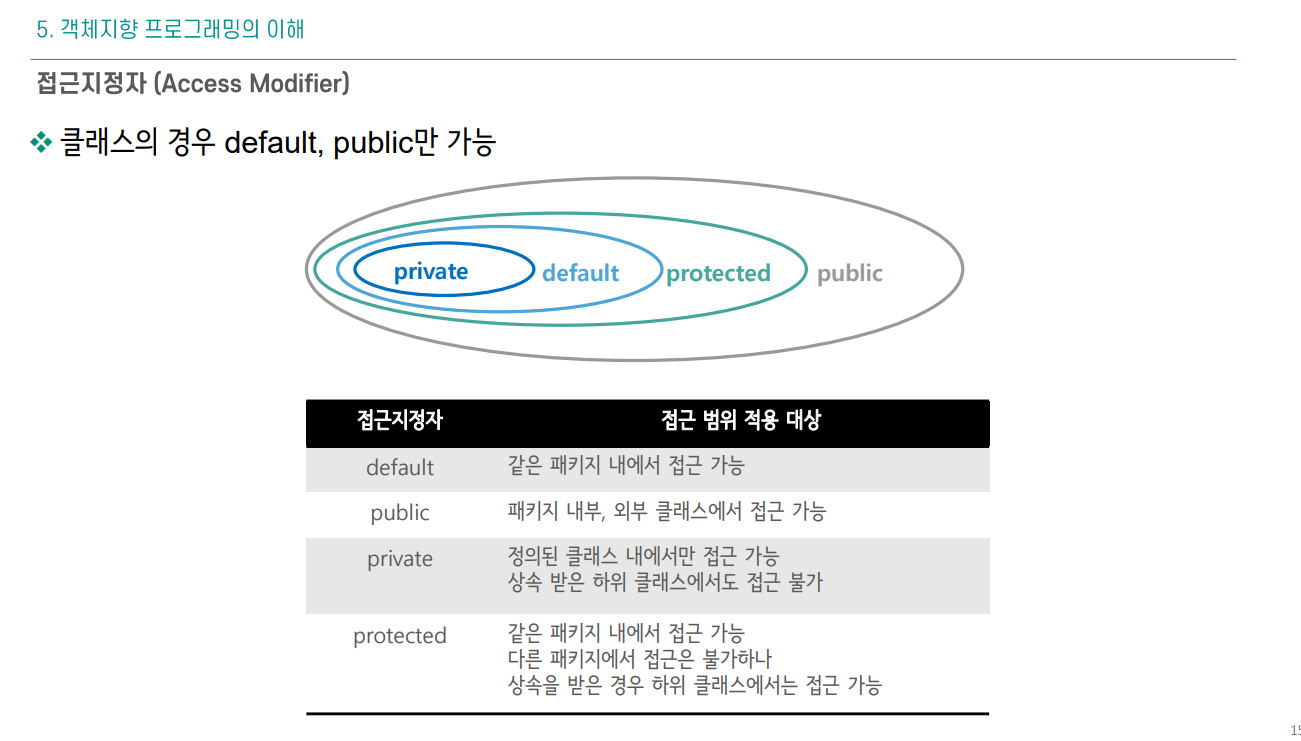 5. 객체지향 프로그래밍의 이해
접근지정자 (Access Modifier)
클래스의 경우 default, public만 가능
private default protected public
접근지정자 접근 범위 적용 대상
default 같은 패키지 내에서 접근 가능
public 패키지 내부, 외부 클래스에서 접근 가능
private 정의된 클래스 내에서만 접근 가능
상속 받은 하위 클래스에서도 접근 불가
protected 같은 패키지 내에서 접근 가능
다른 패키지에서 접근은 불가하나
상속을 받은 경우 하위 클래스에서는 접근 가능
15